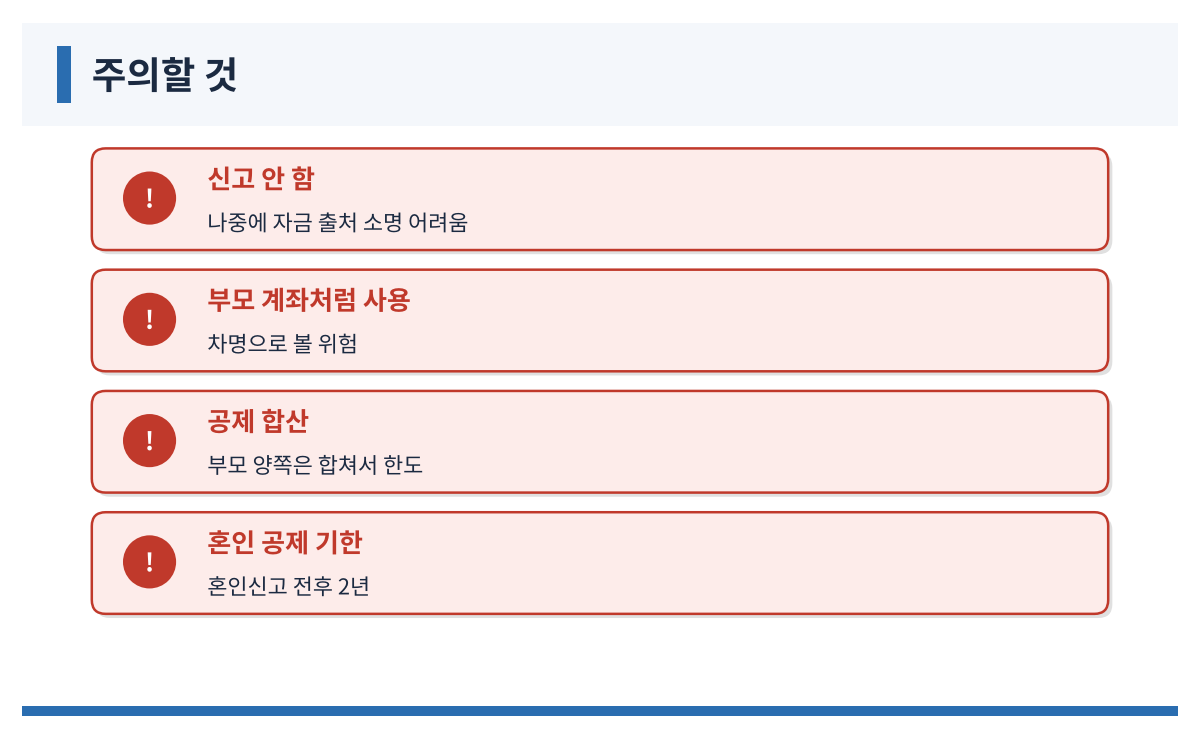 주의할 것
!
신고 안 함
나중에 자금 출처 소명 어려움
!
부모 계좌처럼 사용
차명으로 볼 위험
!
공제 합산
부모 양쪽은 합쳐서 한도
!
혼인 공제 기한
혼인신고 전후 2년